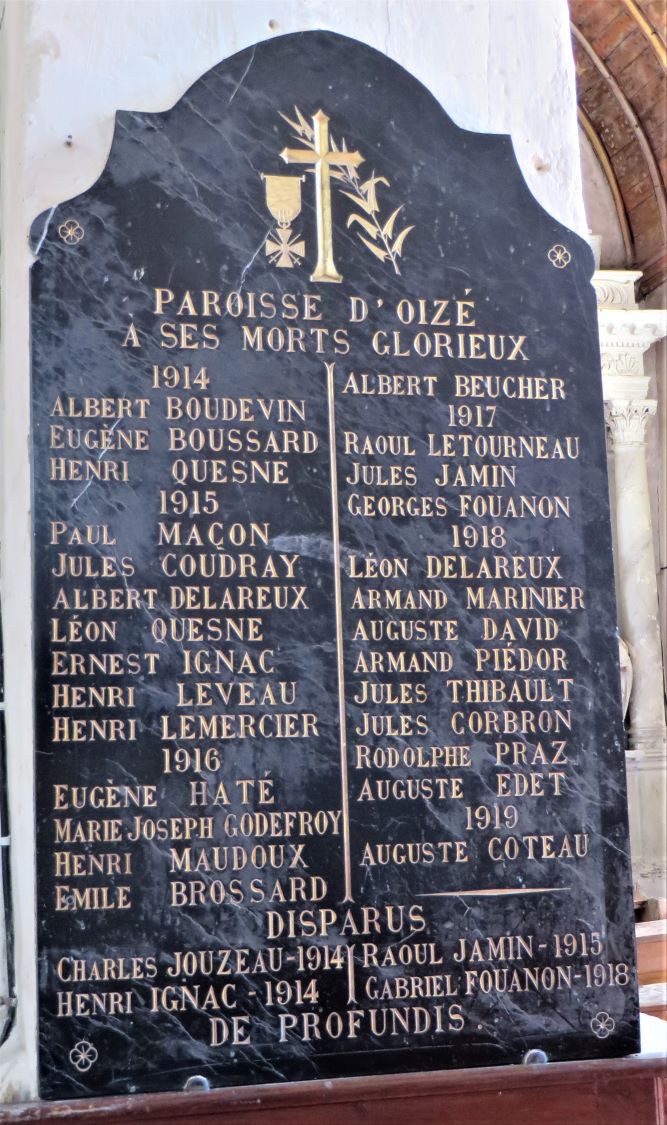 PAROISSE D'OIZÉ
À SES MORTS GLORIEUX
1914
ALBERT BOUDEVIN
EUGÈNE BOUSSARD
HENRI QUESNE
1915
PAUL MAÇON
JULES COUDRAY
ALBERT DELAREUX
LÉON QUESNE
ERNEST IGNAC
HENRI LEVEAU
HENRI LEMERCIER
1916
EUGÈNE HATÉ
MARIE JOSEPH GODEFROY
HENRI MAUDOUX
EMILE BROSSARD
ALBERT BEUCHER
1917
RAOUL LETOURNEAU
JULES JAMIN
GEORGES FOUANON
1918
LÉON DELAREUX
ARMAND MARINIER
AUGUSTE DAVID
ARMAND PIÉDOR
JULES THIBAULT
JULES CORBRON
RODOLPHE PRAZ
AUGUSTE EDET
1919
AUGUSTE COTEAU
DISPARUS
CHARLES JOUZEAU-1914
HENRI IGNAC - 1914
RAOUL JAMIN-1915
GABRIEL FOUANON-1918
DE PROFUNDIS.